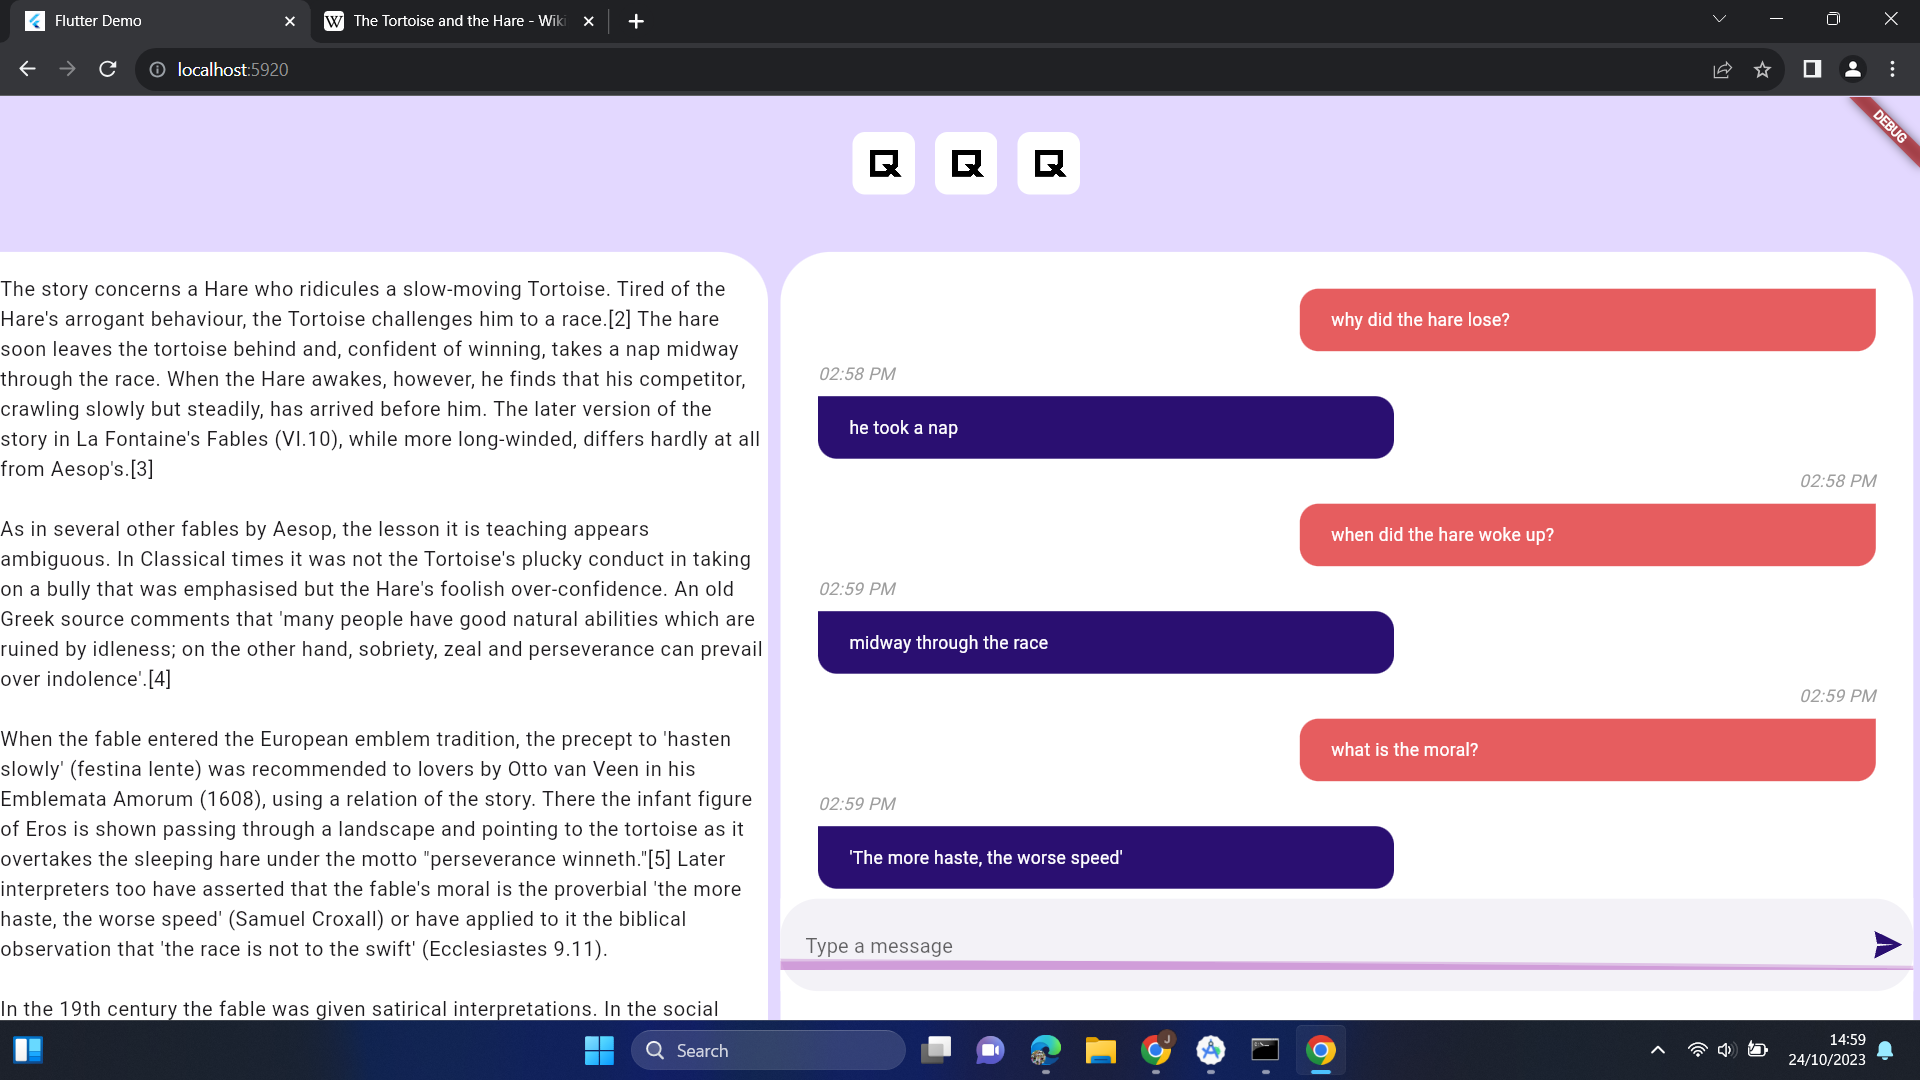 Flutter Demo
The Tortoise and the Hare - Wiki
localhost:5920
DEBUG
The story concerns a Hare who ridicules a slow-moving Tortoise. Tired of the
Hare's arrogant behaviour, the Tortoise challenges him to a race.[2] The hare
soon leaves the tortoise behind and, confident of winning, takes a nap midway
through the race. When the Hare awakes, however, he finds that his competitor,
crawling slowly but steadily, has arrived before him. The later version of the
story in La Fontaine's Fables (VI.10), while more long-winded, differs hardly at all
from Aesop's.[3]
As in several other fables by Aesop, the lesson it is teaching appears
ambiguous. In Classical times it was not the Tortoise's plucky conduct in taking
on a bully that was emphasised but the Hare's foolish over-confidence. An old
Greek source comments that 'many people have good natural abilities which are
ruined by idleness; on the other hand, sobriety, zeal and perseverance can prevail
over indolence'.[4]
When the fable entered the European emblem tradition, the precept to 'hasten
slowly' (festina lente) was recommended to lovers by Otto van Veen in his
Emblemata Amorum (1608), using a relation of the story. There the infant figure
of Eros is shown passing through a landscape and pointing to the tortoise as it
overtakes the sleeping hare under the motto "perseverance winneth."[5] Later
interpreters too have asserted that the fable's moral is the proverbial 'the more
haste, the worse speed' (Samuel Croxall) or have applied to it the biblical
observation that 'the race is not to the swift' (Ecclesiastes 9.11).
In the 19th century the fable was given satirical interpretations. In the social
why did the hare lose?
02:58 PM
he took a nap
02:58 PM
when did the hare woke up?
02:59 PM
midway through the race
02:59 PM
what is the moral?
02:59 PM
'The more haste, the worse speed'
Type a message
Search
J
14:59
24/10/2023